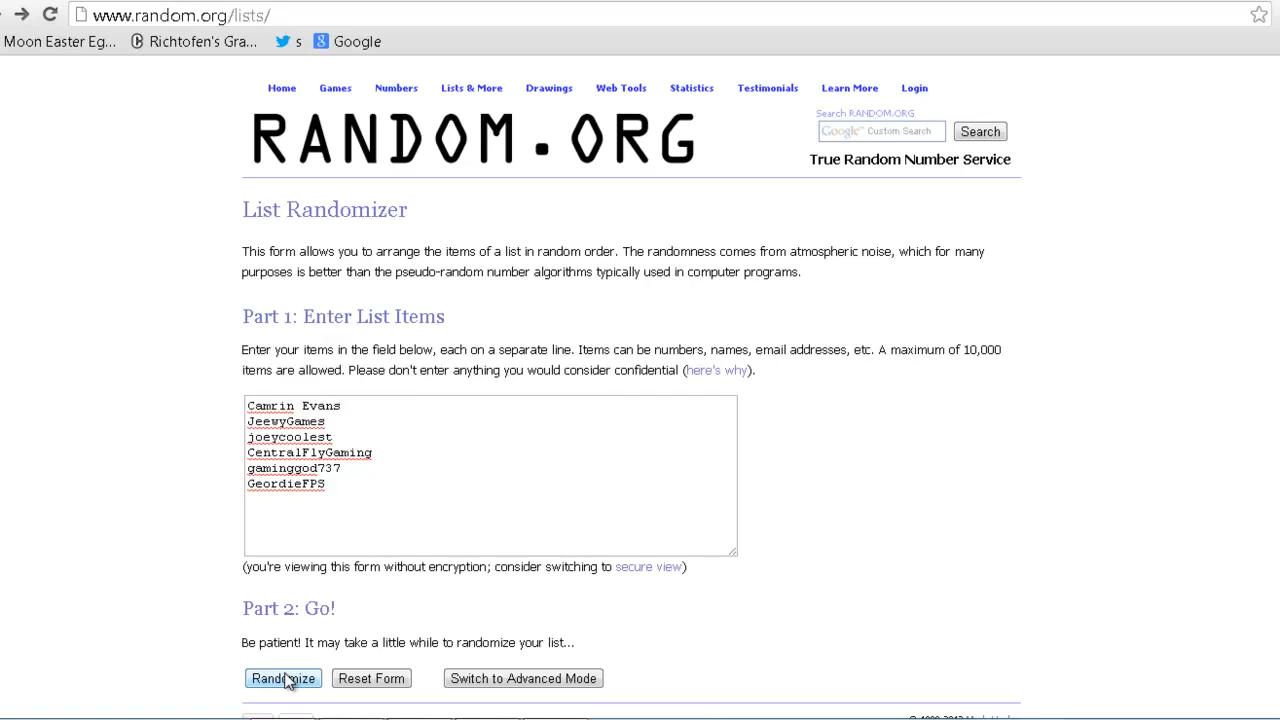 www.random.org/lists/
Moon Easter Eg... Richtofen's Gra... s Google
Home Games Numbers Lists & More Drawings Web Tools Statistics Testimonials Learn More Login
RANDOM.ORG
Search RANDOM.ORG
Google™ Custom Search Search
True Random Number Service
List Randomizer
This form allows you to arrange the items of a list in random order. The randomness comes from atmospheric noise, which for many
purposes is better than the pseudo-random number algorithms typically used in computer programs.
Part 1: Enter List Items
Enter your items in the field below, each on a separate line. Items can be numbers, names, email addresses, etc. A maximum of 10,000
items are allowed. Please don't enter anything you would consider confidential (here's why).
Camrin Evans
JeewyGames
joeycoolest
CentralFlyGaming
gaminggod737
GeordieFPS
(you're viewing this form without encryption; consider switching to secure view)
Part 2: Go!
Be patient! It may take a little while to randomize your list...
Randomize Reset Form Switch to Advanced Mode